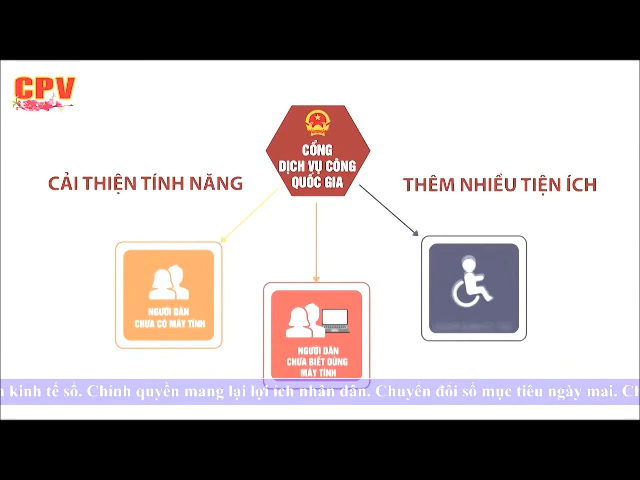 CPV
CỔNG
DỊCH VỤ CÔNG
QUỐC GIA
CẢI THIỆN TÍNH NĂNG
THÊM NHIỀU TIỆN ÍCH
NGƯỜI DÂN
CHƯA CÓ MÁY TÍNH
NGƯỜI DÂN
CHƯA BIẾT DÙNG
MÁY TÍNH
kinh tế số. Chính quyền mang lại lợi ích nhân dân. Chuyển đổi số mục tiêu ngày mai.